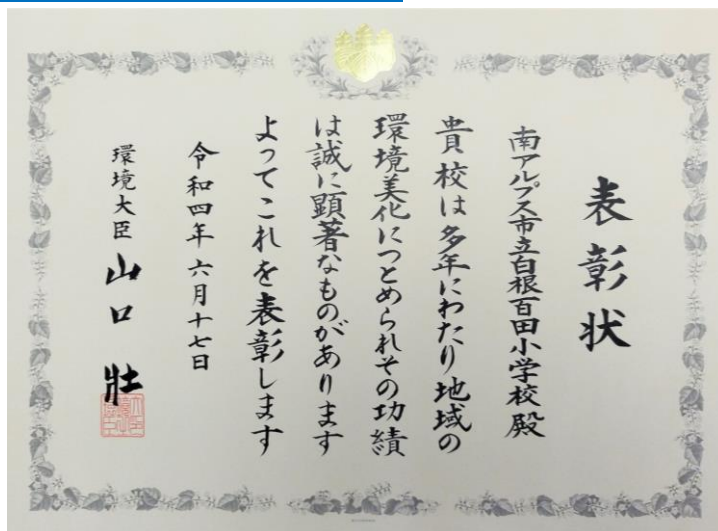 表彰状
南アルプス市立白根百田小学校殿
貴校は多年にわたり地域の
環境美化につとめられその功績
は誠に顕著なものがあります
よってこれを表彰します
令和四年六月十七日
環境大臣 山口 壯